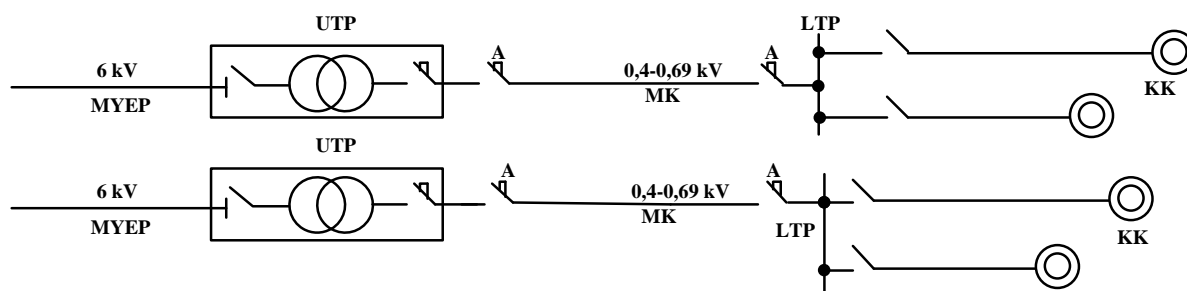 UTP
LTP
6 kV
A
0,4-0,69 kV
A
MYEP
MK
KK
UTP
6 kV
A
0,4-0,69 kV
A
MYEP
MK
LTP
KK